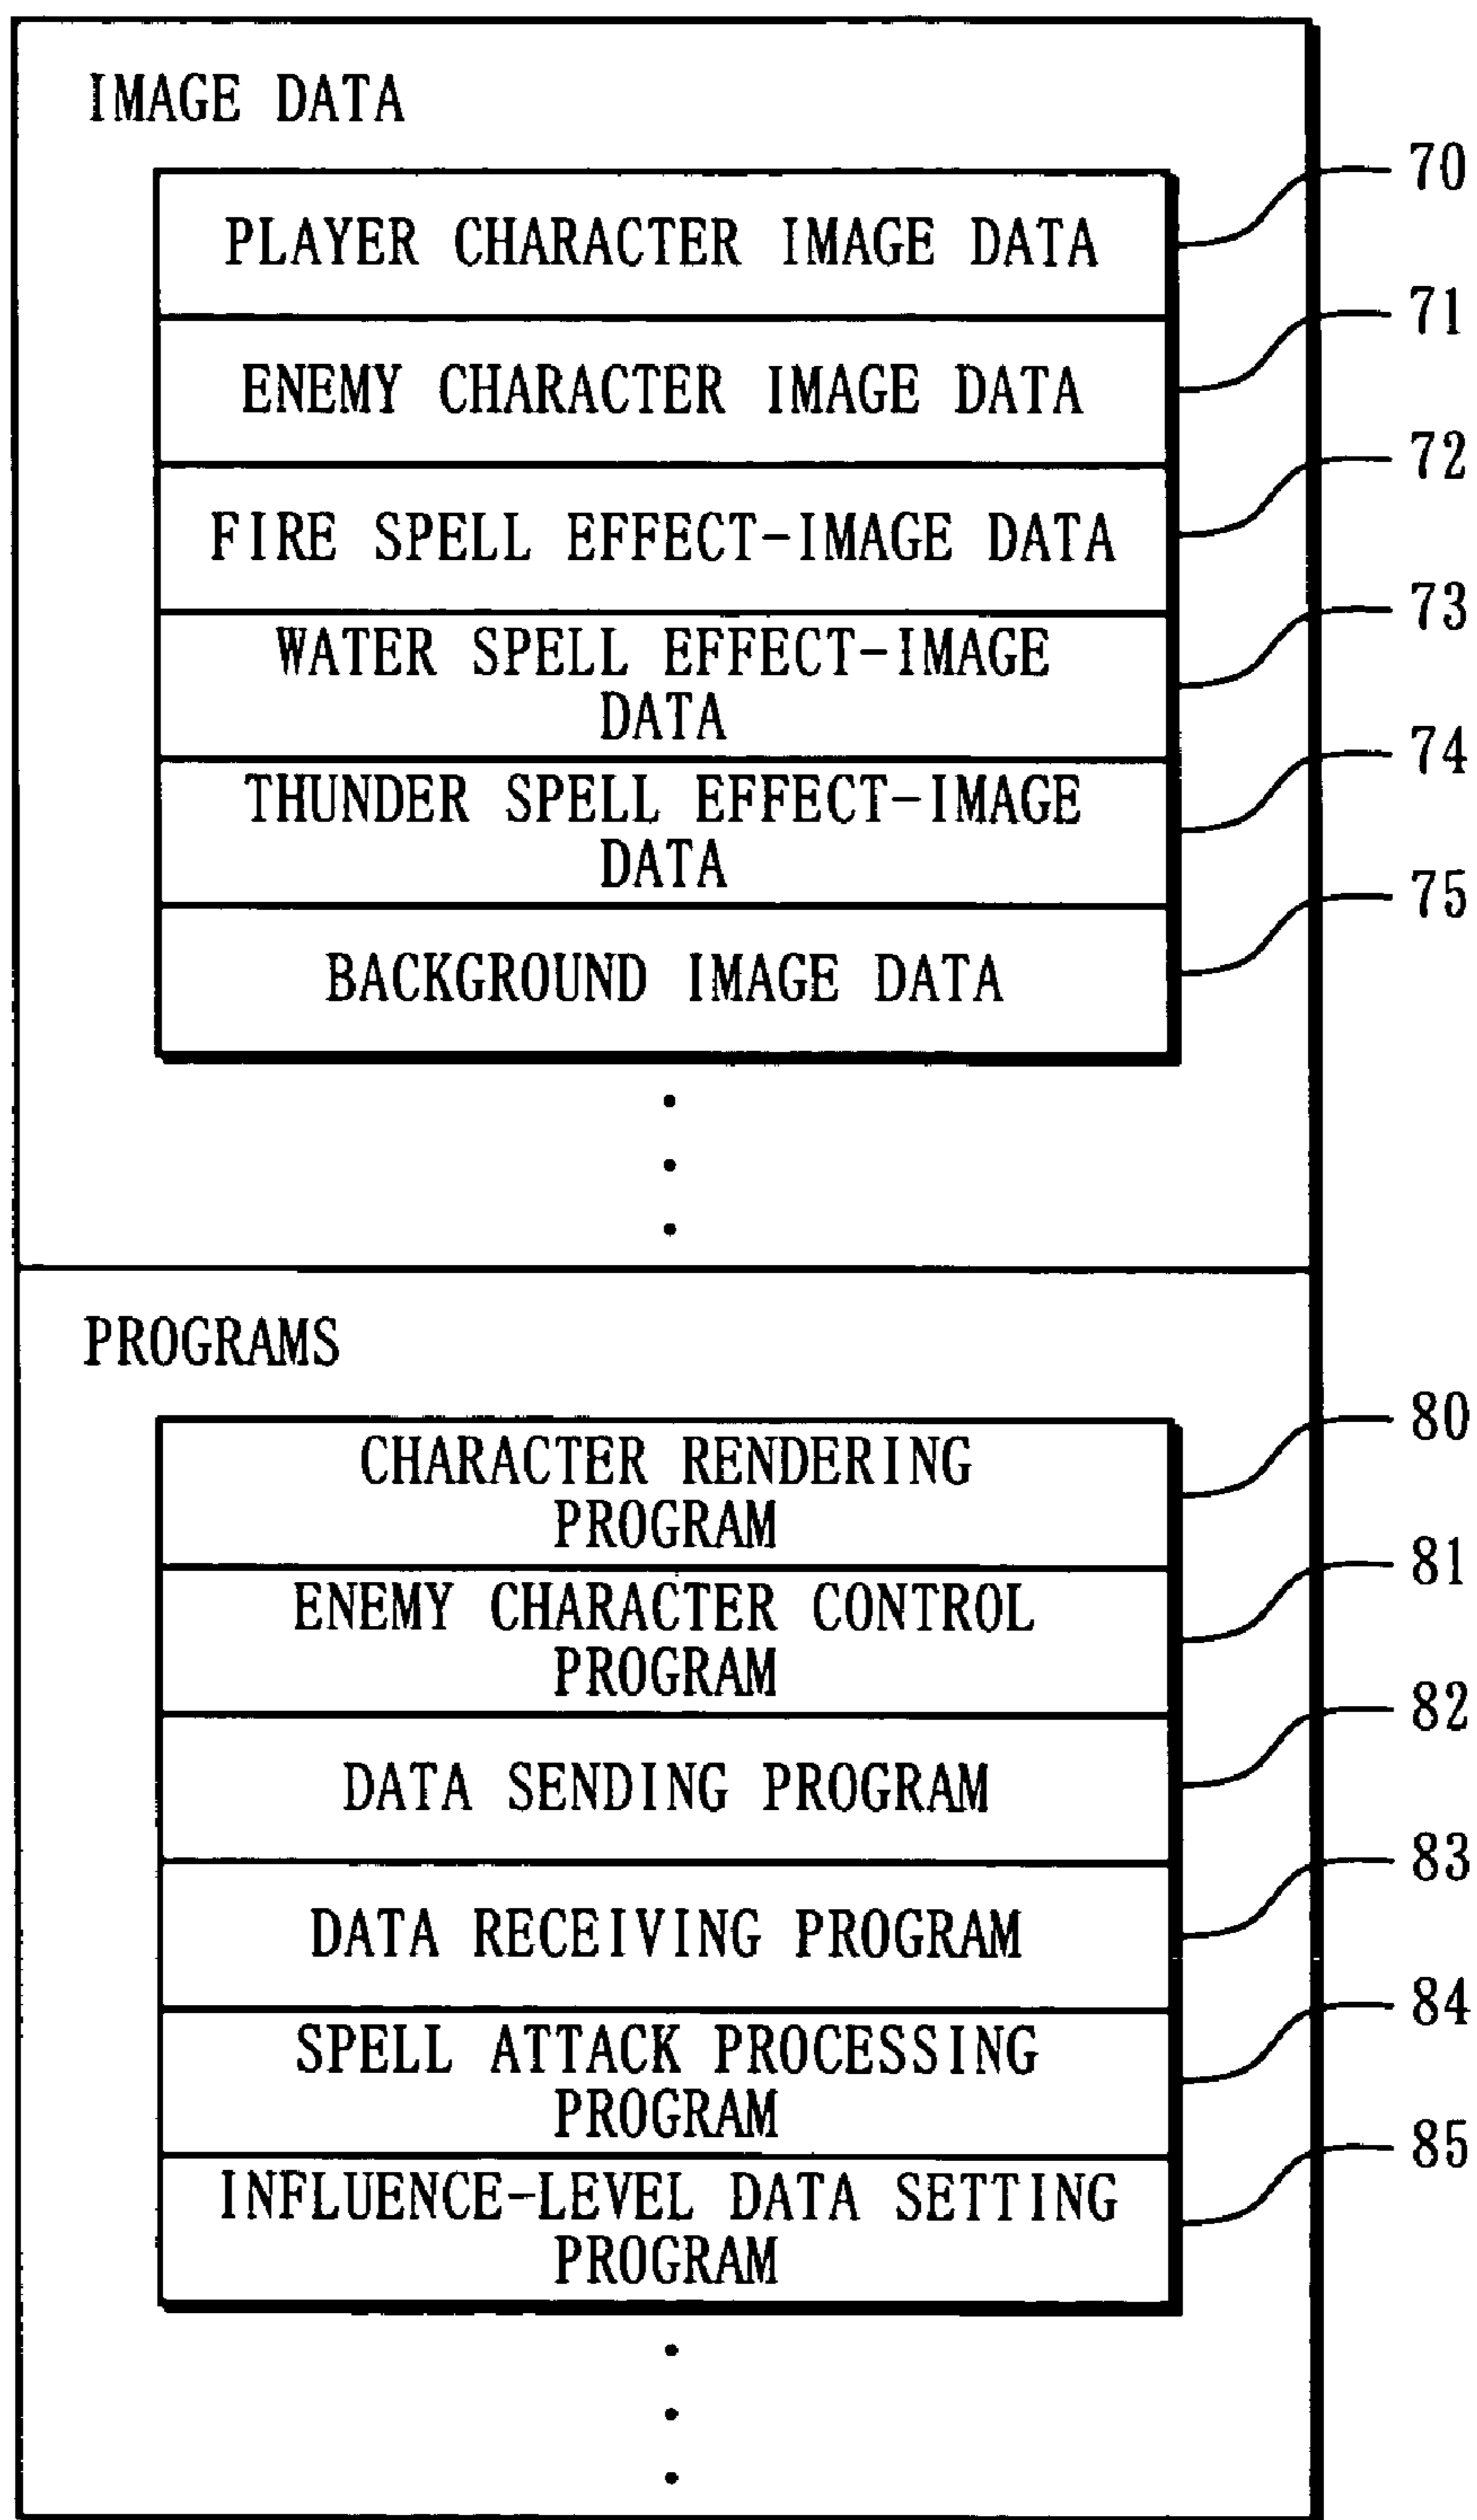 IMAGE DATA
PLAYER CHARACTER IMAGE DATA
70
ENEMY CHARACTER IMAGE DATA
71
FIRE SPELL EFFECT-IMAGE DATA
72
WATER SPELL EFFECT-IMAGE
DATA
73
THUNDER SPELL EFFECT-IMAGE
DATA
74
BACKGROUND IMAGE DATA
75
PROGRAMS
CHARACTER RENDERING
PROGRAM
80
ENEMY CHARACTER CONTROL
PROGRAM
81
DATA SENDING PROGRAM
82
DATA RECEIVING PROGRAM
83
SPELL ATTACK PROCESSING
PROGRAM
84
INFLUENCE-LEVEL DATA SETTING
PROGRAM
85